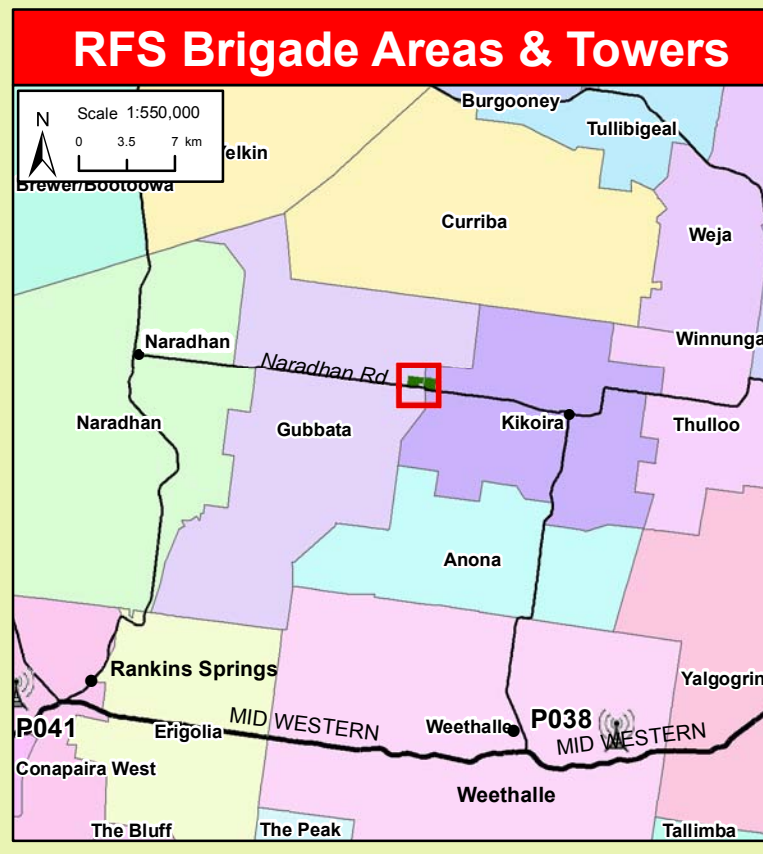 RFS Brigade Areas & Towers
N
Scale 1:550,000
0 3.5 7 km
Burgooney
Tullibigeal
Yelkin
Brewer/Bootoowa
Curriba
Weja
Naradhan
Winnunga
Naradhan Rd
Naradhan
Gubbata
Kikoira
Thulloo
Anona
Rankins Springs
Yalgogrin
P041
Erigolia
MID WESTERN
Weethalle
P038
MID WESTERN
Conapaira West
Weethalle
The Bluff
The Peak
Tallimba